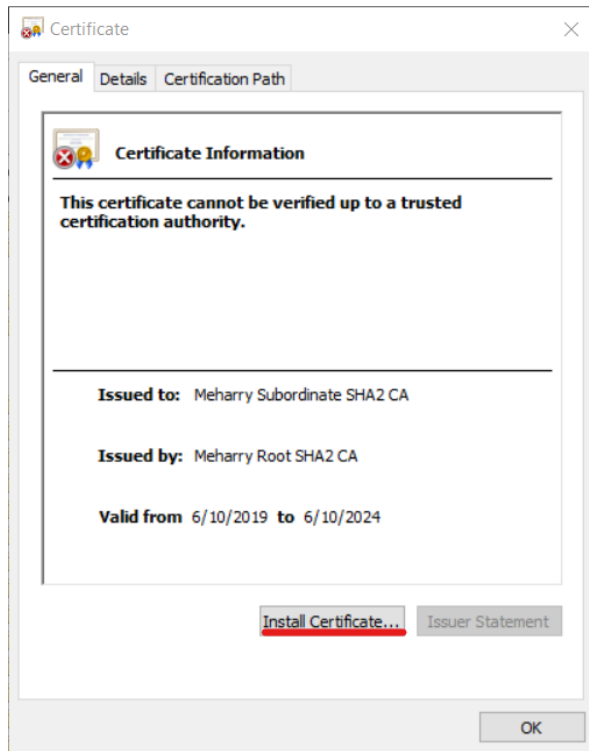 Certificate
General Details Certification Path
Certificate Information
This certificate cannot be verified up to a trusted
certification authority.
Issued to: Meharry Subordinate SHA2 CA
Issued by: Meharry Root SHA2 CA
Valid from 6/10/2019 to 6/10/2024
Install Certificate... Issuer Statement
OK